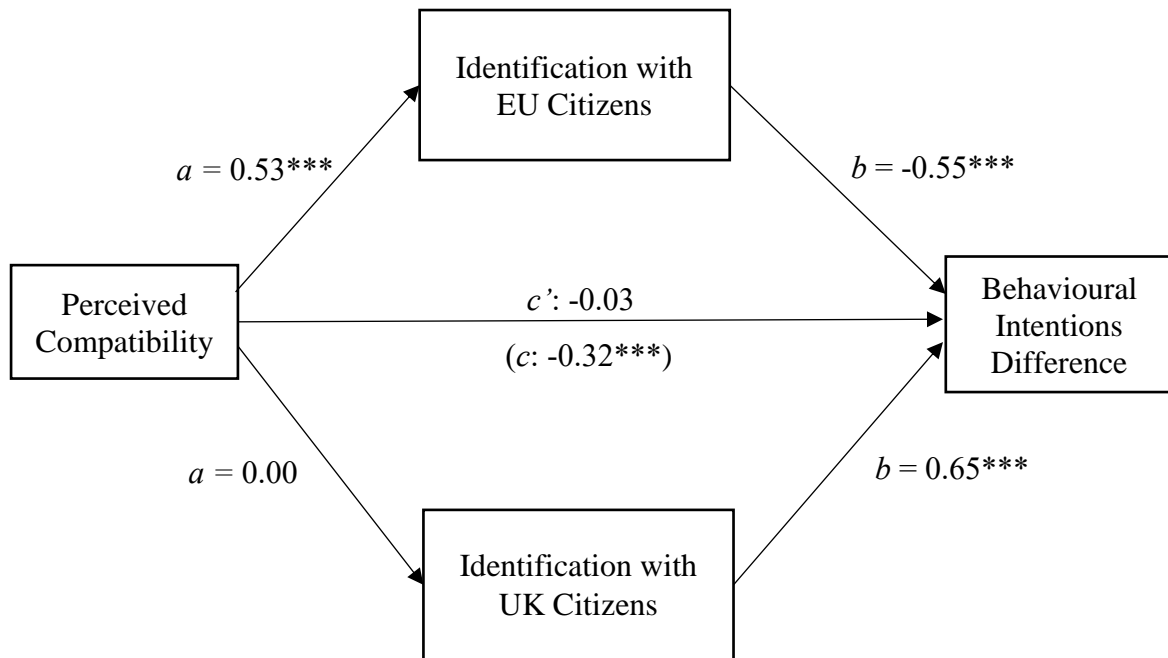 Identification with
EU Citizens
a = 0.53***
b = -0.55***
Perceived
Compatibility
c’: -0.03
(c: -0.32***)
Behavioural
Intentions
Difference
a = 0.00
b = 0.65***
Identification with
UK Citizens